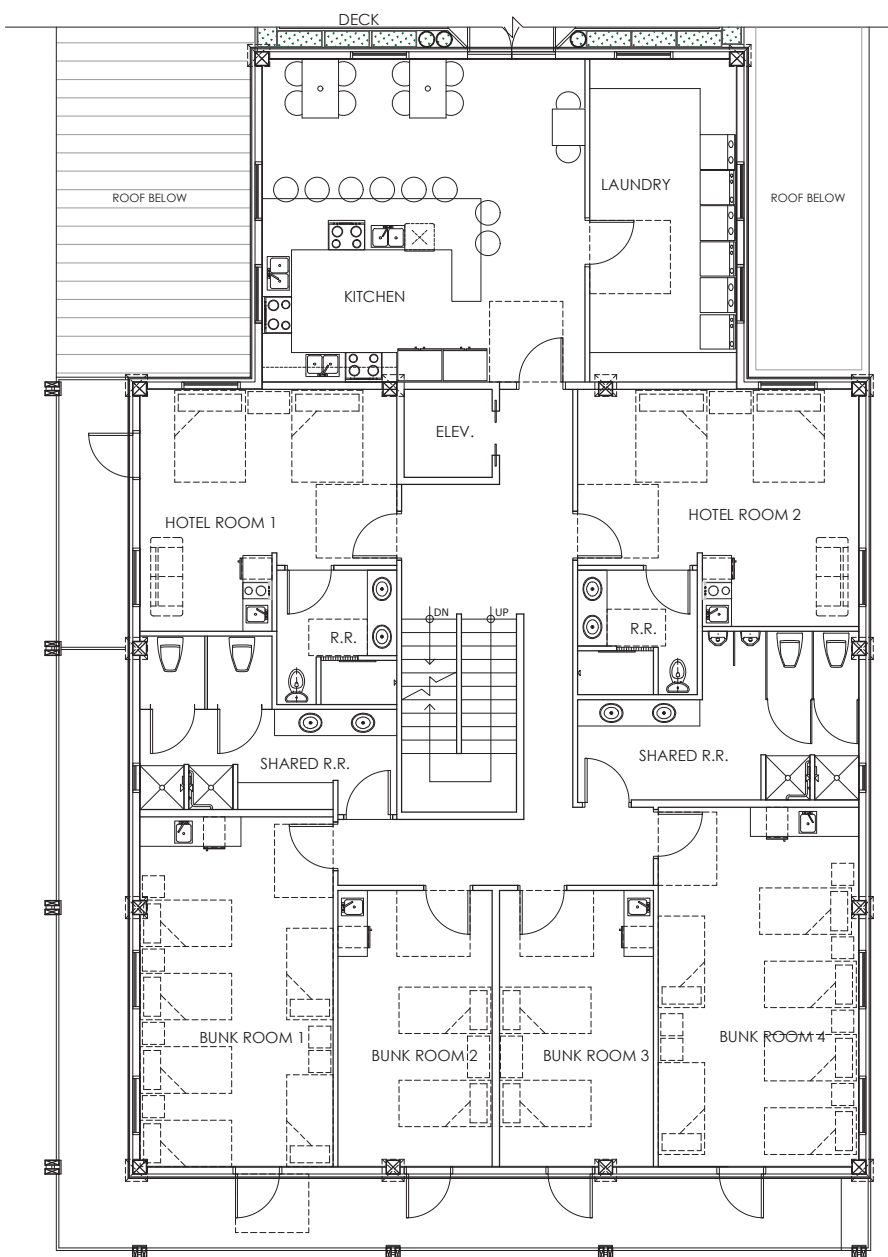 DECK
ROOF BELOW
LAUNDRY
ROOF BELOW
KITCHEN
ELEV.
HOTEL ROOM 1
HOTEL ROOM 2
DN
UP
R.R.
R.R.
SHARED R.R.
SHARED R.R.
BUNK ROOM 1
BUNK ROOM 2
BUNK ROOM 3
BUNK ROOM 4